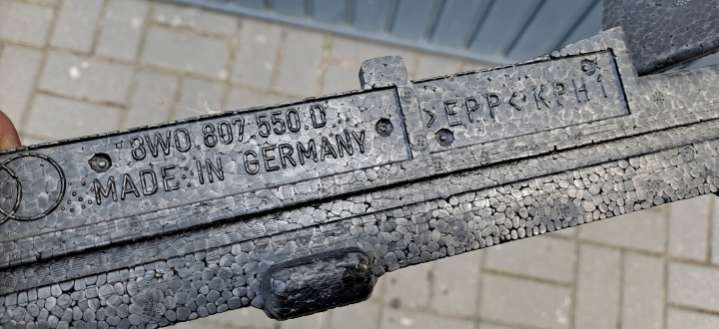 8W0 807 550 D
MADE IN GERMANY
>EPP< KPH1